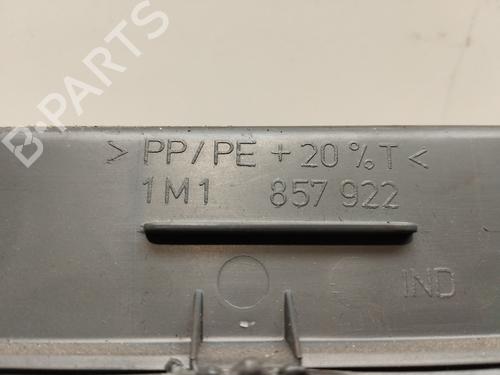 B-PARTS
> PP/PE + 20%T <
1M1 857 922
IND